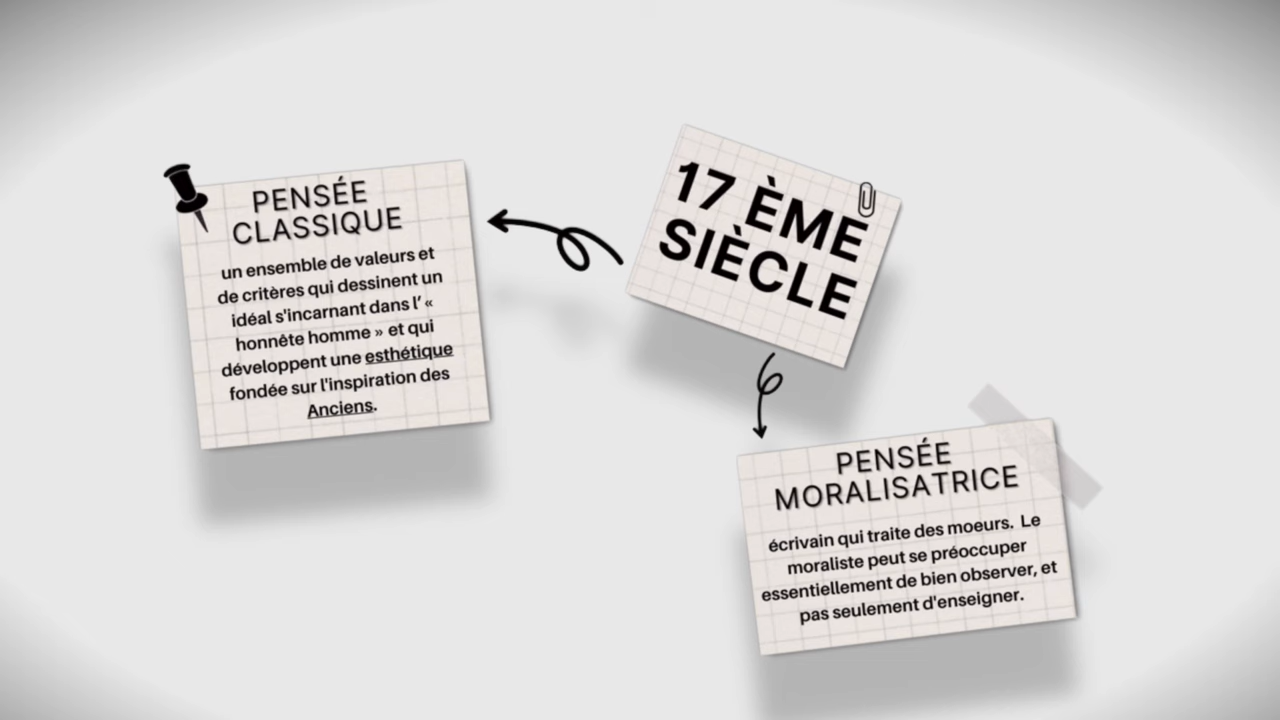 17 ÈME
SIÈCLE
PENSÉE
CLASSIQUE
un ensemble de valeurs et
de critères qui dessinent un
idéal s'incarnant dans l’ «
honnête homme » et qui
développent une esthétique
fondée sur l'inspiration des
Anciens.
PENSÉE
MORALISATRICE
écrivain qui traite des moeurs. Le
moraliste peut se préoccuper
essentiellement de bien observer, et
pas seulement d'enseigner.